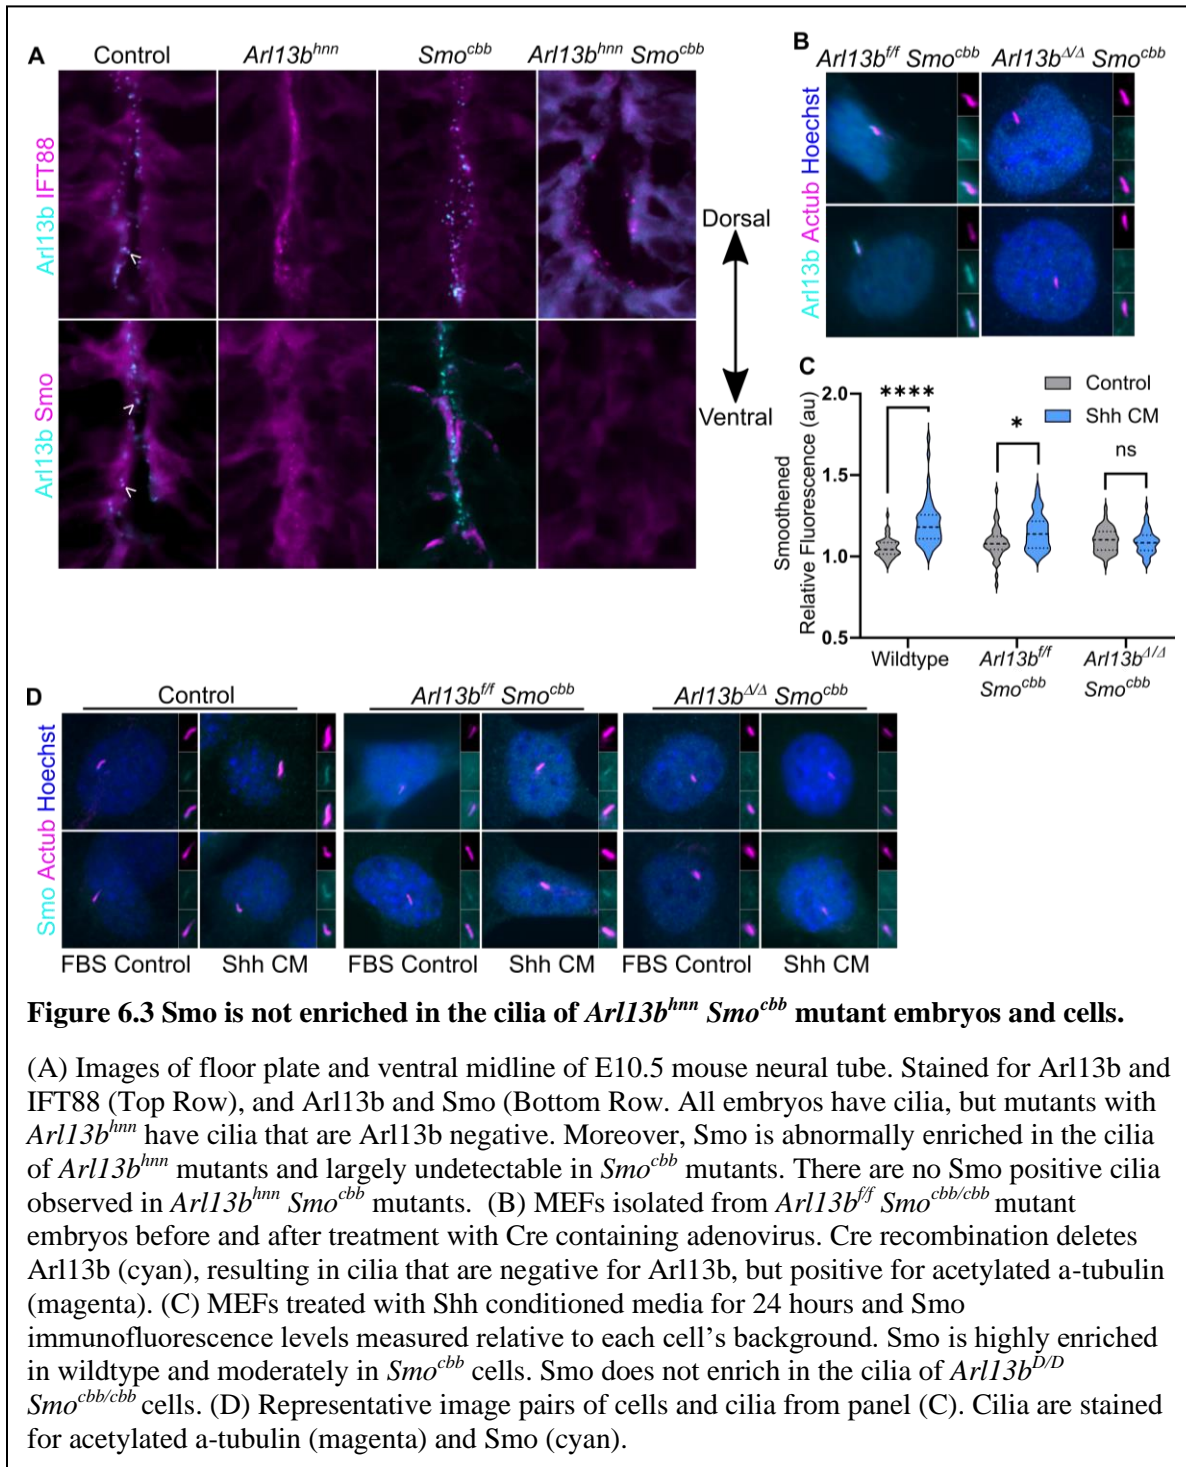 A
Control
Arl13b^hnn
Smo^cbb
Arl13b^hnn Smo^cbb
Arl13b IFT88
Arl13b Smo
Dorsal
Ventral
B
Arl13b^f/f Smo^cbb
Arl13b^Δ/Δ Smo^cbb
Arl13b Actub Hoechst
C
Control
Shh CM
Smoothened
Relative Fluorescence (au)
2.0
1.5
1.0
0.5
****
*
ns
Wildtype
Arl13b^f/f
Smo^cbb
Arl13b^Δ/Δ
Smo^cbb
D
Control
Arl13b^f/f Smo^cbb
Arl13b^Δ/Δ Smo^cbb
Smo Actub Hoechst
FBS Control
Shh CM
FBS Control
Shh CM
FBS Control
Shh CM
Figure 6.3 Smo is not enriched in the cilia of Arl13b^hnn Smo^cbb mutant embryos and cells.
(A) Images of floor plate and ventral midline of E10.5 mouse neural tube. Stained for Arl13b and
IFT88 (Top Row), and Arl13b and Smo (Bottom Row. All embryos have cilia, but mutants with
Arl13b^hnn have cilia that are Arl13b negative. Moreover, Smo is abnormally enriched in the cilia
of Arl13b^hnn mutants and largely undetectable in Smo^cbb mutants. There are no Smo positive cilia
observed in Arl13b^hnn Smo^cbb mutants. (B) MEFs isolated from Arl13b^f/f Smo^cbb/cbb mutant
embryos before and after treatment with Cre containing adenovirus. Cre recombination deletes
Arl13b (cyan), resulting in cilia that are negative for Arl13b, but positive for acetylated a-tubulin
(magenta). (C) MEFs treated with Shh conditioned media for 24 hours and Smo
immunofluorescence levels measured relative to each cell's background. Smo is highly enriched
in wildtype and moderately in Smo^cbb cells. Smo does not enrich in the cilia of Arl13b^D/D
Smo^cbb/cbb cells. (D) Representative image pairs of cells and cilia from panel (C). Cilia are stained
for acetylated a-tubulin (magenta) and Smo (cyan).